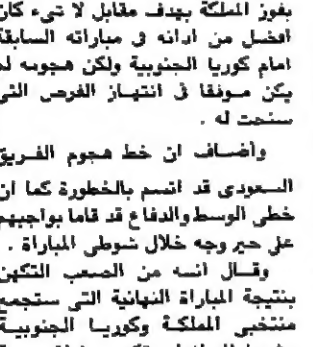 بفوز المملكة بهدف مقابل لا شيء كان
افضل من ادائه في مباراته السابقة
امام كوريا الجنوبية ولكن هجومه لم
يكن موفقا في انتهاز الفرص التي
سنحت له .
واضاف ان خط هجوم الفريق
السعودي قد اتسم بالخطورة كما ان
خطى الوسط والدفاع قد قاما بواجبهم
على خير وجه خلال شوطى المباراة .
وقال انه من الصعب التكهن
بنتيجة المباراة النهائية التي ستجمع
منتخبي المملكة وكوريا الجنوبية